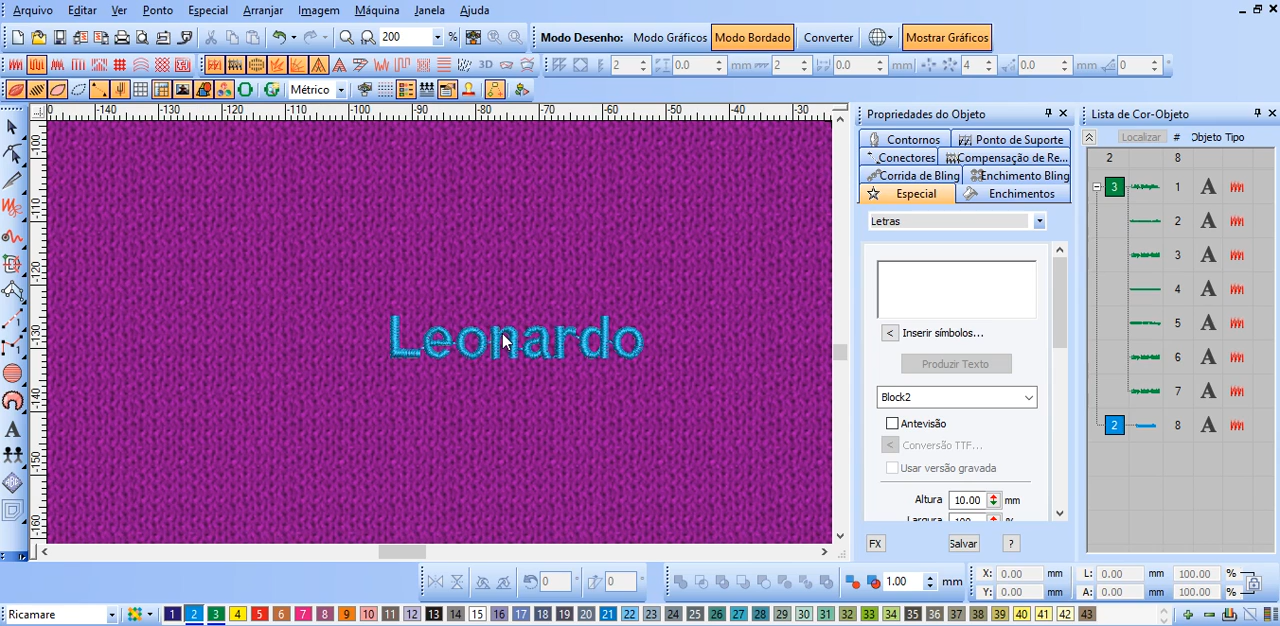 Arquivo Editar Ver Ponto Especial Arranjar Imagem Máquina Janela Ajuda
200 % Modo Desenho: Modo Gráficos Modo Bordado Converter Mostrar Gráficos
2 0.0 mm 2 0.0 mm 4 0.0 0 °
3D
Métrico
-140 -130 -120 -110 -100 -90 -80 -70 -60 -50 -40 -30
-100
-110
-120
-130
-140
-150
-160
Leonardo
Propriedades do Objeto
Contornos Ponto de Suporte
Conectores Compensação de Re...
Corrida de Bling Enchimento Bling
Especial Enchimentos
Letras
< Inserir símbolos...
Produzir Texto
Block2
Antevisão
< Conversão TTF...
Usar versão gravada
Altura 10.00 mm
Largura 100 %
FX Salvar ?
Lista de Cor-Objeto
Localizar # Objeto Tipo
2 8
3 1 A
2 A
3 A
4 A
5 A
6 A
7 A
2 8 A
0 ° 0 ° 1.00 mm
X: 0.00 mm L: 0.00 mm 100.00 %
Y: 0.00 mm A: 0.00 mm 100.00 %
Ricamare 1 2 3 4 5 6 7 8 9 10 11 12 13 14 15 16 17 18 19 20 21 22 23 24 25 26 27 28 29 30 31 32 33 34 35 36 39 40 41 42 43